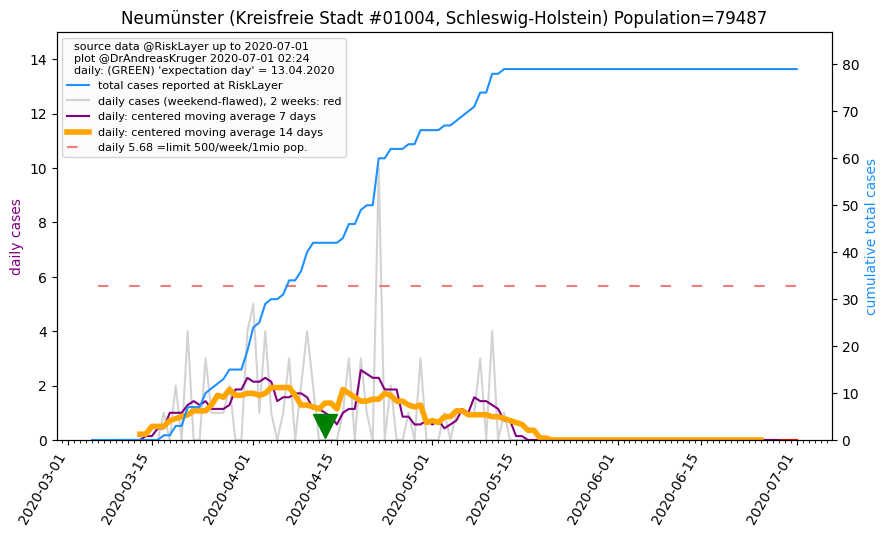 Neumünster (Kreisfreie Stadt #01004, Schleswig-Holstein) Population=79487
source data @RiskLayer up to 2020-07-01
plot @DrAndreasKruger 2020-07-01 02:24
daily: (GREEN) 'expectation day' = 13.04.2020
total cases reported at RiskLayer
daily cases (weekend-flawed), 2 weeks: red
daily: centered moving average 7 days
daily: centered moving average 14 days
daily 5.68 =limit 500/week/1mio pop.
daily cases
14
12
10
8
6
4
2
0
80
70
60
50
40
30
20
10
0
cumulative total cases
2020-03-01
2020-03-15
2020-04-01
2020-04-15
2020-05-01
2020-05-15
2020-06-01
2020-06-15
2020-07-01